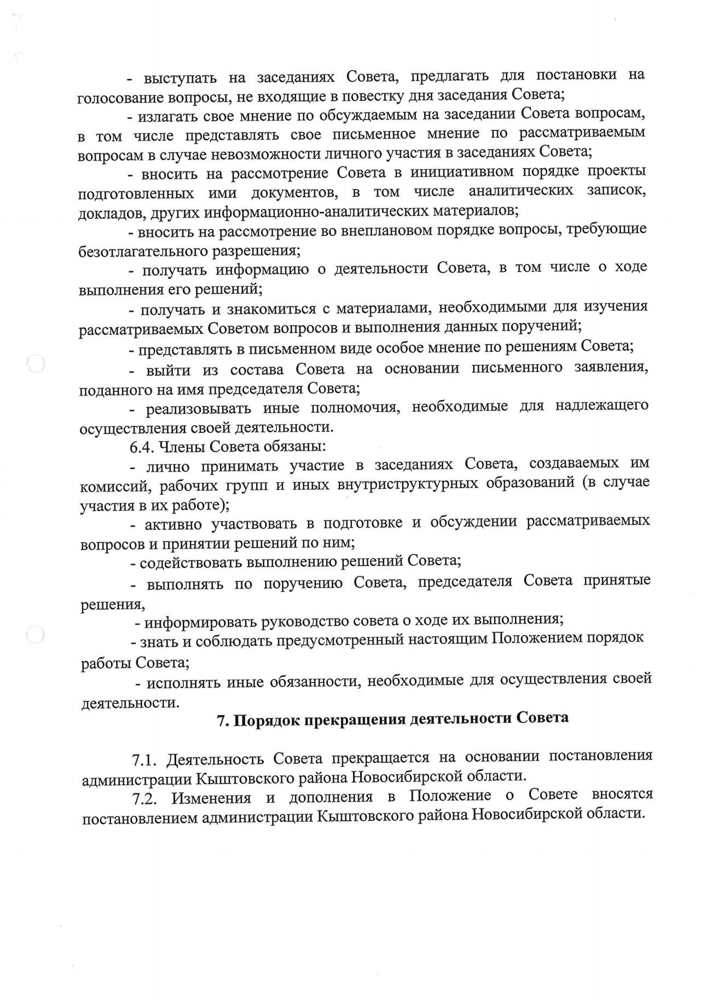 - выступать на заседаниях Совета, предлагать для постановки на
голосование вопросы, не входящие в повестку дня заседания Совета;
- излагать свое мнение по обсуждаемым на заседании Совета вопросам,
в том числе представлять свое письменное мнение по рассматриваемым
вопросам в случае невозможности личного участия в заседаниях Совета;
- вносить на рассмотрение Совета в инициативном порядке проекты
подготовленных ими документов, в том числе аналитических записок,
докладов, других информационно-аналитических материалов;
- вносить на рассмотрение во внеплановом порядке вопросы, требующие
безотлагательного разрешения;
- получать информацию о деятельности Совета, в том числе о ходе
выполнения его решений;
- получать и знакомиться с материалами, необходимыми для изучения
рассматриваемых Советом вопросов и выполнения данных поручений;
- представлять в письменном виде особое мнение по решениям Совета;
- выйти из состава Совета на основании письменного заявления,
поданного на имя председателя Совета;
- реализовывать иные полномочия, необходимые для надлежащего
осуществления своей деятельности.
6.4. Члены Совета обязаны:
- лично принимать участие в заседаниях Совета, создаваемых им
комиссий, рабочих групп и иных внутриструктурных образований (в случае
участия в их работе);
- активно участвовать в подготовке и обсуждении рассматриваемых
вопросов и принятии решений по ним;
- содействовать выполнению решений Совета;
- выполнять по поручению Совета, председателя Совета принятые
решения,
- информировать руководство совета о ходе их выполнения;
- знать и соблюдать предусмотренный настоящим Положением порядок
работы Совета;
- исполнять иные обязанности, необходимые для осуществления своей
деятельности.
7. Порядок прекращения деятельности Совета
7.1. Деятельность Совета прекращается на основании постановления
администрации Кыштовского района Новосибирской области.
7.2. Изменения и дополнения в Положение о Совете вносятся
постановлением администрации Кыштовского района Новосибирской области.